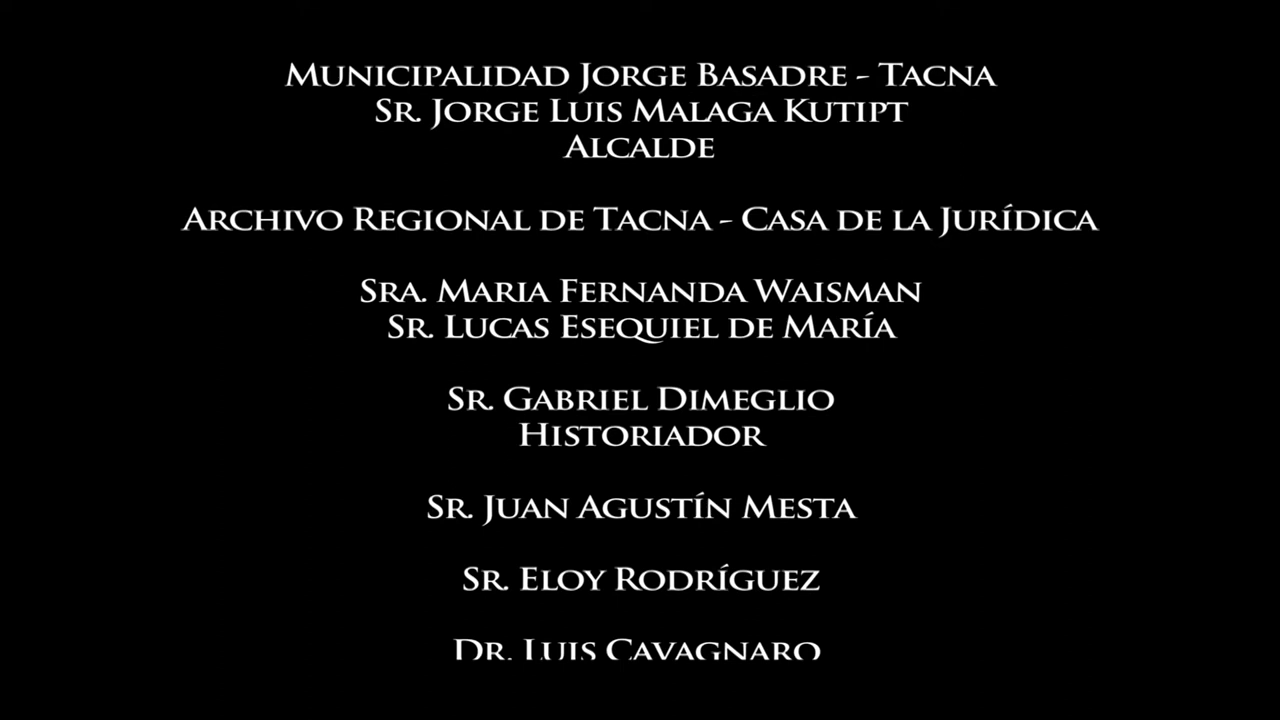 Municipalidad Jorge Basadre - Tacna
Sr. Jorge Luis Malaga Kutipt
Alcalde
Archivo Regional de Tacna - Casa de la Jurídica
Sra. Maria Fernanda Waisman
Sr. Lucas Esequiel de María
Sr. Gabriel Dimeglio
Historiador
Sr. Juan Agustín Mesta
Sr. Eloy Rodríguez
Dr. Luis Cavagnaro